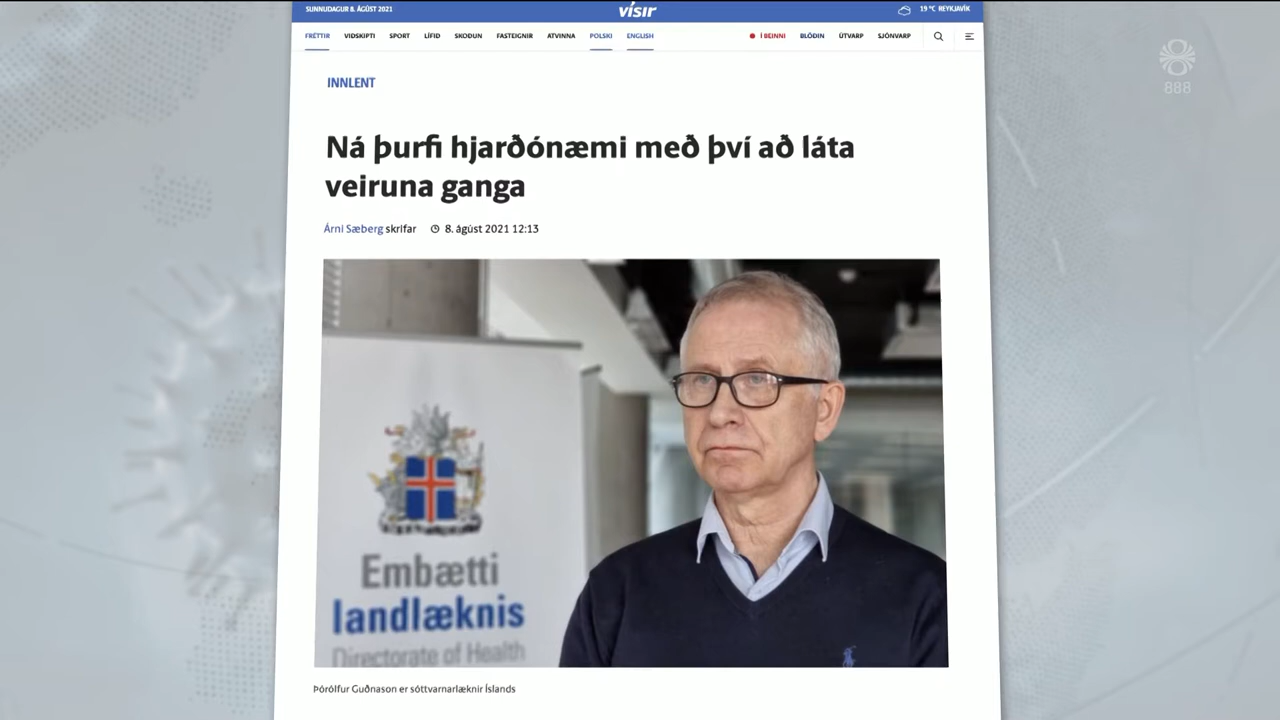 SUNNUDAGUR 8. ÁGÚST 2021
vísir
19 °C REYKJAVÍK
FRÉTTIR VIÐSKIPTI SPORT LÍFIÐ SKOÐUN FASTEIGNIR ATVINNA POLSKI ENGLISH Í BEINNI BLÖÐIN ÚTVARP SJÓNVARP
888
INNLENT
Ná þurfi hjarðónæmi með því að láta
veiruna ganga
Árni Sæberg skrifar 8. ágúst 2021 12:13
Embætti
landlæknis
Directorate of Health
Þórólfur Guðnason er sóttvarnarlæknir Íslands